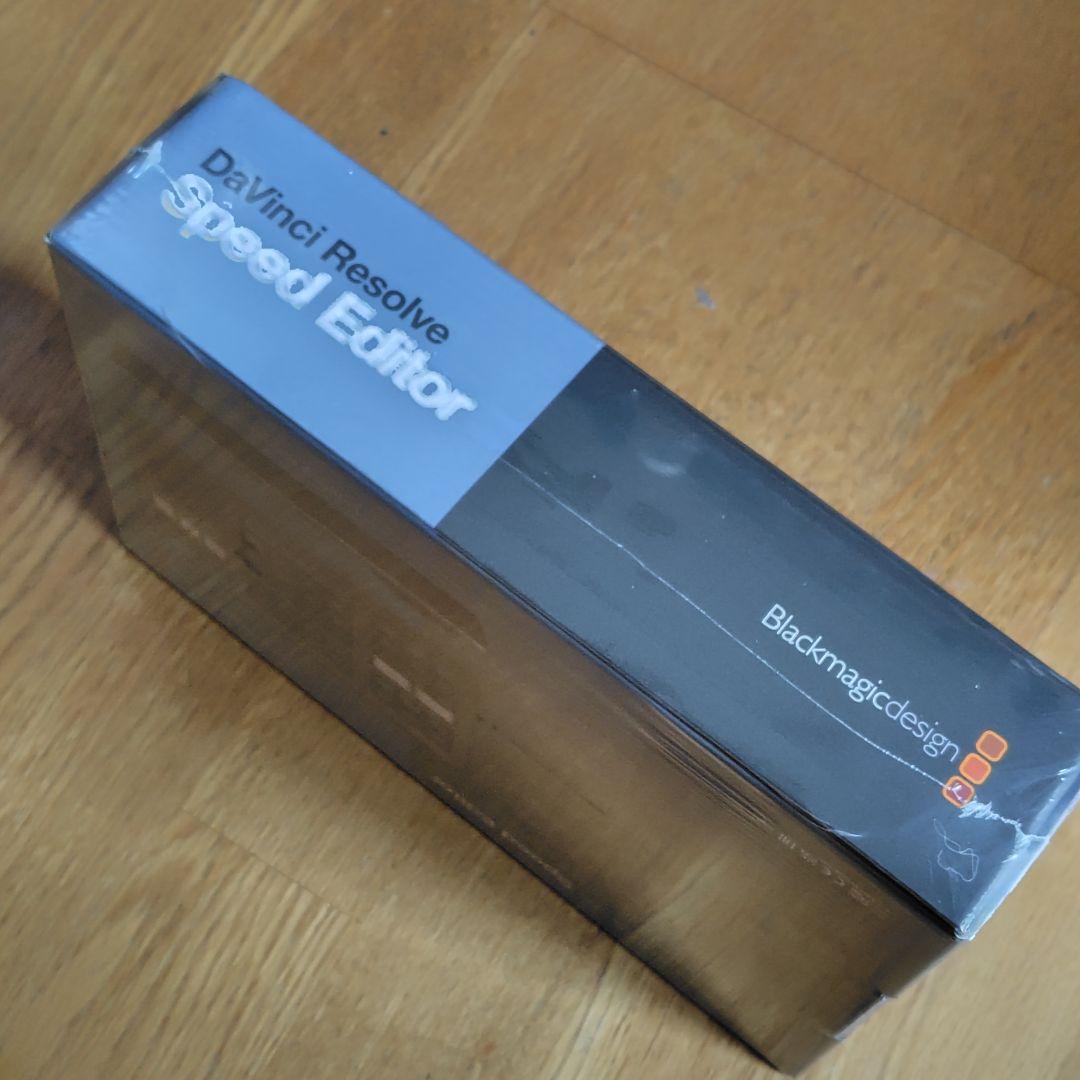 DaVinci Resolve
Speed Editor
Blackmagicdesign